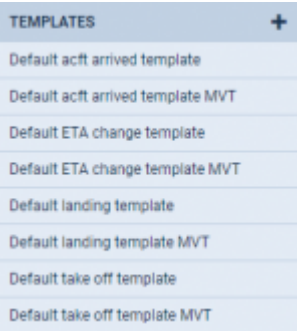 TEMPLATES +
Default acft arrived template
Default acft arrived template MVT
Default ETA change template
Default ETA change template MVT
Default landing template
Default landing template MVT
Default take off template
Default take off template MVT